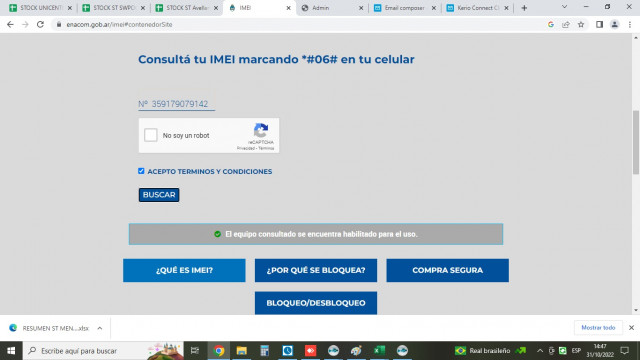 STOCK UNICENT
STOCK ST SWPO
STOCK ST Avella
IMEI
Admin
Email composer
Kerio Connect C
enacom.gob.ar/imei#contenedorSite
Consultá tu IMEI marcando *#06# en tu celular
Nº 359179079142
No soy un robot
reCAPTCHA
Privacidad - Términos
ACEPTO TERMINOS Y CONDICIONES
BUSCAR
El equipo consultado se encuentra habilitado para el uso.
¿QUÉ ES IMEI?
¿POR QUÉ SE BLOQUEA?
COMPRA SEGURA
BLOQUEO/DESBLOQUEO
RESUMEN ST MEN....xlsx
Mostrar todo
Escribe aquí para buscar
Real brasileño
ESP
14:47
31/10/2022